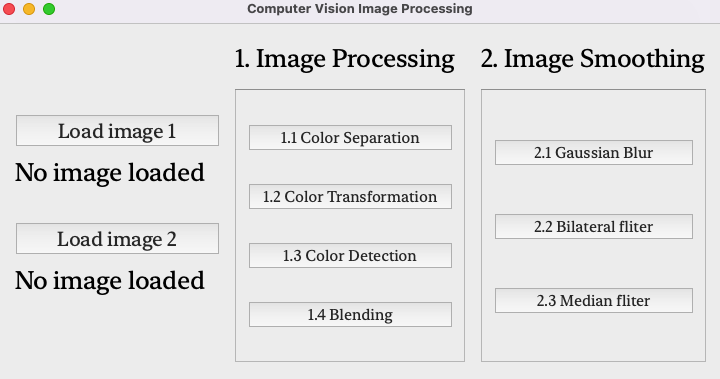 Computer Vision Image Processing
Load image 1
No image loaded
Load image 2
No image loaded
1. Image Processing
1.1 Color Separation
1.2 Color Transformation
1.3 Color Detection
1.4 Blending
2. Image Smoothing
2.1 Gaussian Blur
2.2 Bilateral fliter
2.3 Median fliter